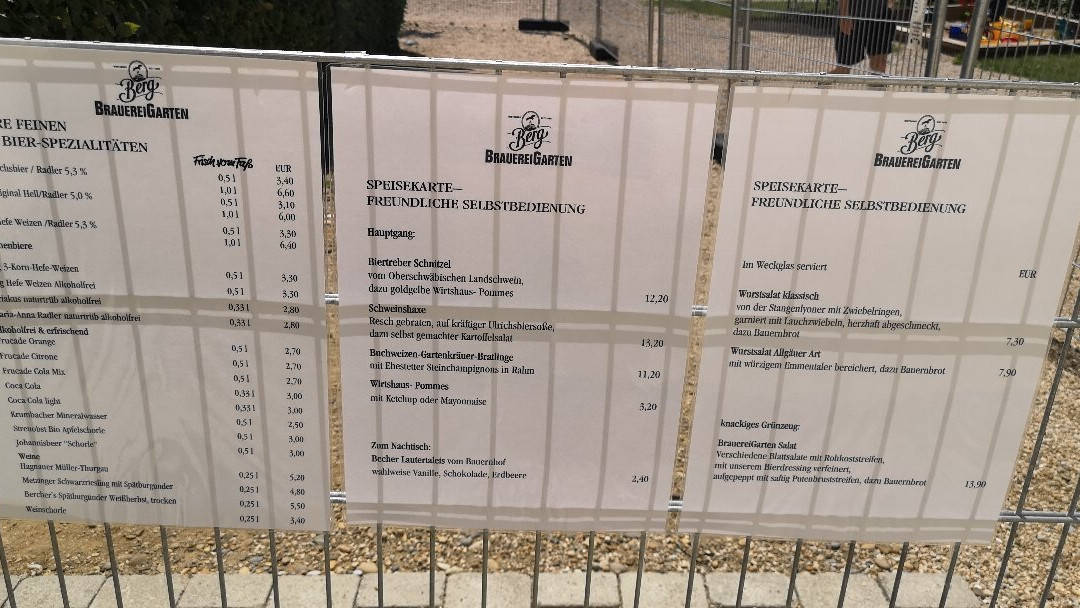 Berg
BRAUEREIGARTEN
RE FEINEN
BIER-SPEZIALITÄTEN
Frisch vom Faß
EUR
chsbier / Radler 5,3 %
0,5 l 3,40
1,0 l 6,60
iginal Hell/Radler 5,0 %
0,5 l 3,10
1,0 l 6,00
efe Weizen /Radler 5,3 %
0,5 l 3,30
1,0 l 6,40
henbiere
3-Korn-Hefe-Weizen
0,5 l 3,30
g Hefe Weizen Alkoholfrei
0,5 l 3,30
riakus naturtrüb alkoholfrei
0,33 l 2,80
aria-Anna Radler naturtrüb alkoholfrei
0,33 l 2,80
lkoholfrei & erfrischend
Frucade Orange
0,5 l 2,70
Frucade Citrone
0,5 l 2,70
Frucade Cola Mix
0,5 l 2,70
Coca Cola
0,33 l 3,00
Coca Cola light
0,33 l 3,00
Krumbacher Mineralwasser
0,5 l 2,50
Streuobst Bio Apfelschorle
0,5 l 3,00
Johannisbeer "Schorle"
0,5 l 3,00
Weine
Hagnauer Müller-Thurgau
0,25 l 5,20
Metzinger Schwarzriesling mit Spätburgunder
0,25 l 4,80
Bercher's Spätburgunder Weißherbst, trocken
0,25 l 5,50
Weinschorle
0,25 l 3,40
Berg
BRAUEREIGARTEN
SPEISEKARTE–
FREUNDLICHE SELBSTBEDIENUNG
Hauptgang:
Biertreber Schnitzel
vom Oberschwäbischen Landschwein,
dazu goldgelbe Wirtshaus- Pommes
12,20
Schweinshaxe
Resch gebraten, auf kräftiger Ulrichsbiersoße,
dazu selbst gemachter Kartoffelsalat
13,20
Buchweizen-Gartenkräuer-Bratlinge
mit Ehestetter Steinchampignons in Rahm
11,20
Wirtshaus- Pommes
mit Ketchup oder Mayonnaise
3,20
Zum Nachtisch:
Becher Lautertaleis vom Bauernhof
wahlweise Vanille, Schokolade, Erdbeere
2,40
Berg
BRAUEREIGARTEN
SPEISEKARTE–
FREUNDLICHE SELBSTBEDIENUNG
Im Weckglas serviert
EUR
Wurstsalat klassisch
von der Stangenlyoner mit Zwiebelringen,
garniert mit Lauchzwiebeln, herzhaft abgeschmeckt,
dazu Bauernbrot
7,30
Wurstsalat Allgäuer Art
mit würzigem Emmentaler bereichert, dazu Bauernbrot
7,90
knackiges Grünzeug:
BrauereiGarten Salat
Verschiedene Blattsalate mit Rohkoststreifen,
mit unserem Bierdressing verfeinert,
aufgepeppt mit saftig Putenbruststreifen, dazu Bauernbrot
13,90